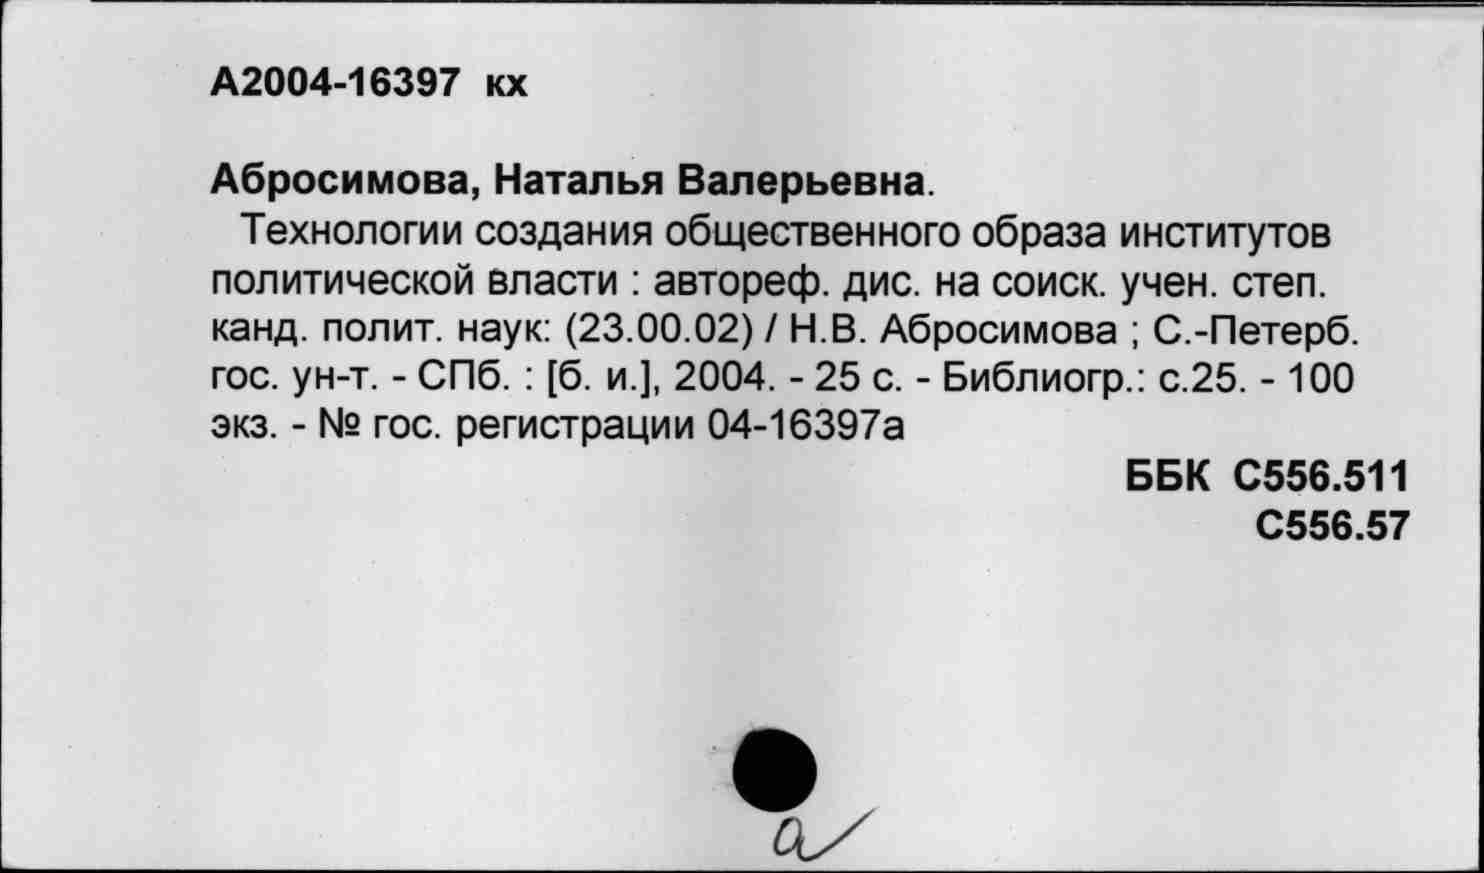 А2004-16397 кх
Абросимова, Наталья Валерьевна.
Технологии создания общественного образа институтов
политической власти : автореф. дис. на соиск. учен. степ.
канд. полит. наук: (23.00.02) / Н.В. Абросимова ; С.-Петерб.
гос. ун-т. - СПб. : [б. и.], 2004. - 25 с. - Библиогр.: с.25. - 100
экз. - № гос. регистрации 04-16397а
ББК С556.511
С556.57
а